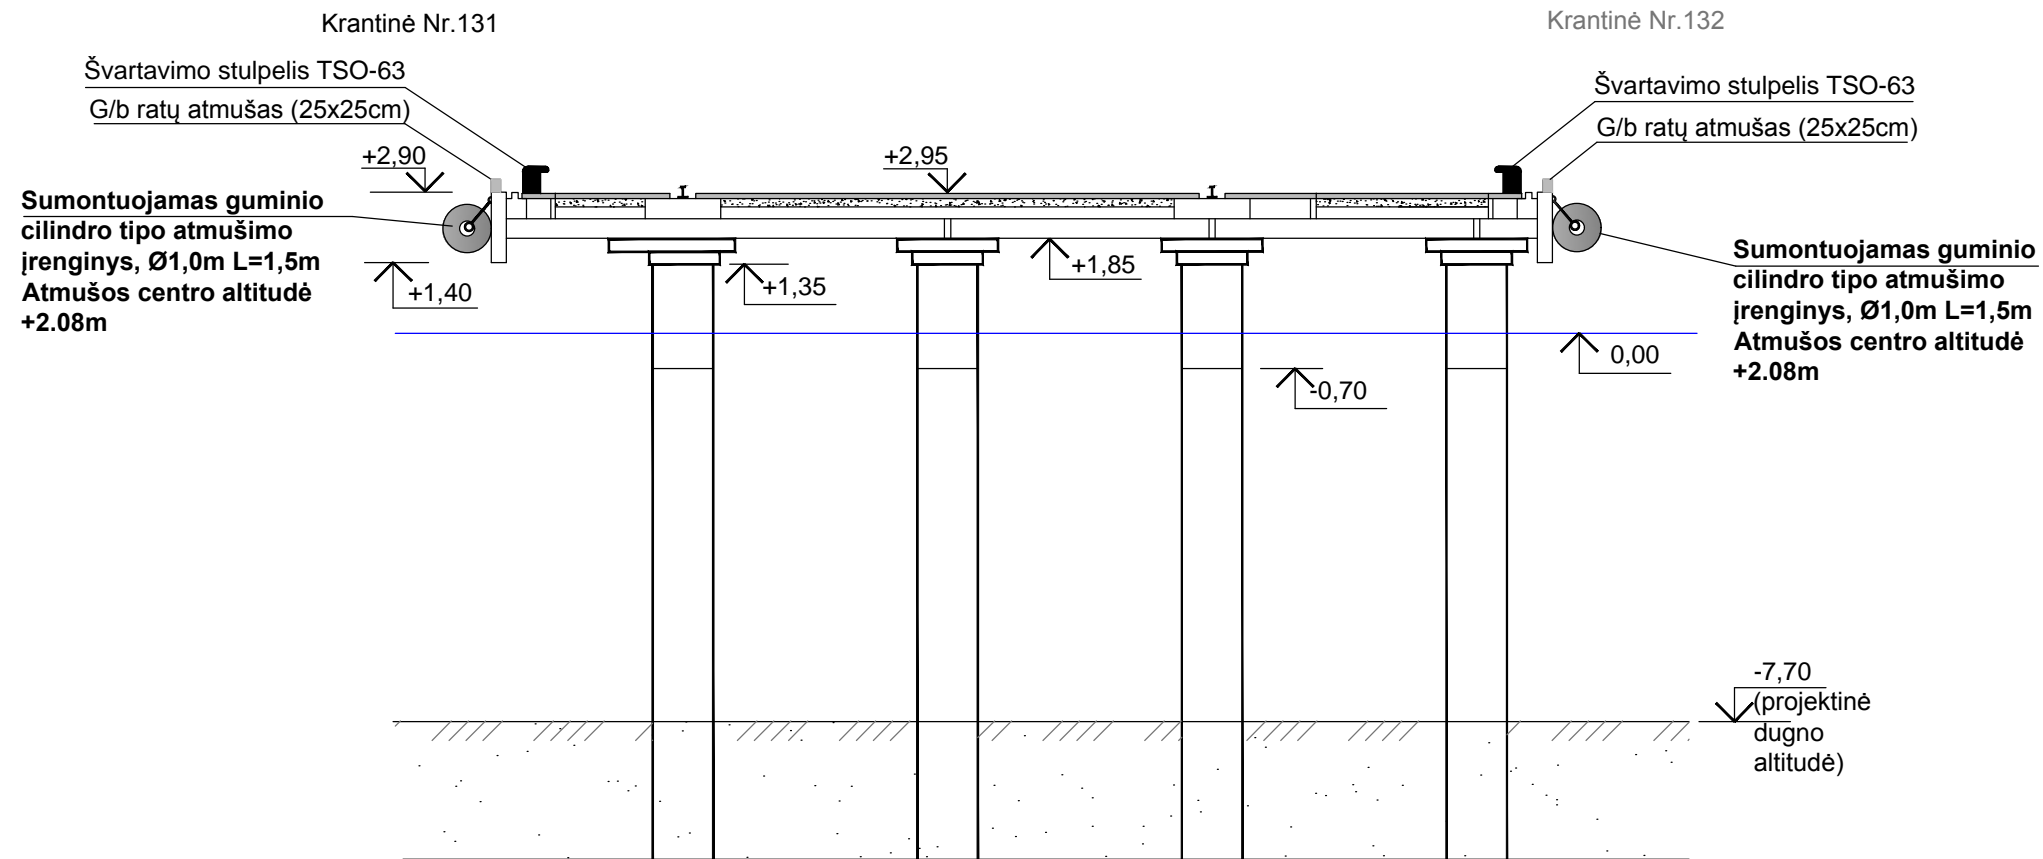 Krantinė Nr.131
Krantinė Nr.132
Švartavimo stulpelis TSO-63
G/b ratų atmušas (25x25cm)
Švartavimo stulpelis TSO-63
G/b ratų atmušas (25x25cm)
+2,90
+2,95
Sumontuojamas guminio
cilindro tipo atmušimo
įrenginys, Ø1,0m L=1,5m
Atmušos centro altitudė
+2.08m
+1,40
+1,35
+1,85
Sumontuojamas guminio
cilindro tipo atmušimo
įrenginys, Ø1,0m L=1,5m
Atmušos centro altitudė
+2.08m
0,00
-0,70
-7,70
(projektinė
dugno
altitudė)